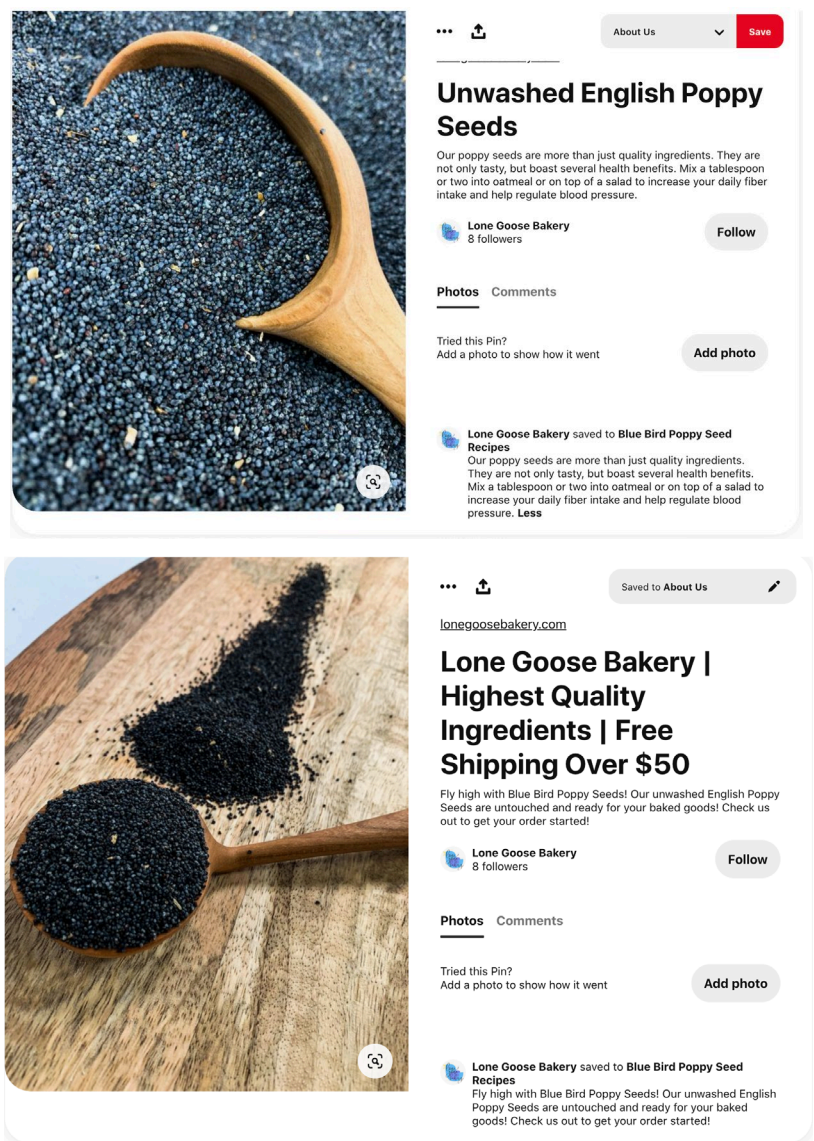 About Us
Save
Unwashed English Poppy
Seeds
Our poppy seeds are more than just quality ingredients. They are
not only tasty, but boast several health benefits. Mix a tablespoon
or two into oatmeal or on top of a salad to increase your daily fiber
intake and help regulate blood pressure.
Lone Goose Bakery
8 followers
Follow
Photos Comments
Tried this Pin?
Add a photo to show how it went
Add photo
Lone Goose Bakery saved to Blue Bird Poppy Seed
Recipes
Our poppy seeds are more than just quality ingredients.
They are not only tasty, but boast several health benefits.
Mix a tablespoon or two into oatmeal or on top of a salad to
increase your daily fiber intake and help regulate blood
pressure. Less
Saved to About Us
lonegoosebakery.com
Lone Goose Bakery |
Highest Quality
Ingredients | Free
Shipping Over $50
Fly high with Blue Bird Poppy Seeds! Our unwashed English Poppy
Seeds are untouched and ready for your baked goods! Check us
out to get your order started!
Lone Goose Bakery
8 followers
Follow
Photos Comments
Tried this Pin?
Add a photo to show how it went
Add photo
Lone Goose Bakery saved to Blue Bird Poppy Seed
Recipes
Fly high with Blue Bird Poppy Seeds! Our unwashed English
Poppy Seeds are untouched and ready for your baked
goods! Check us out to get your order started!